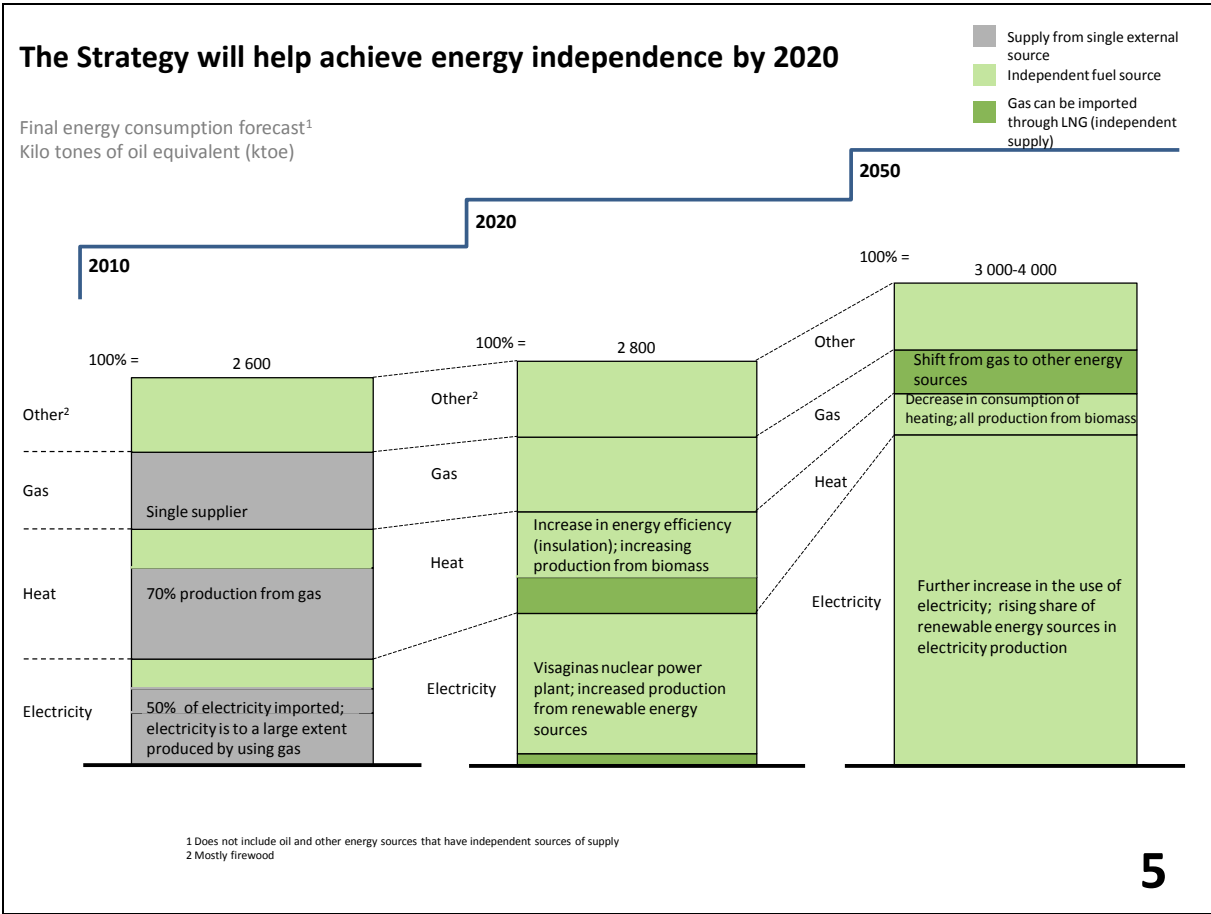 The Strategy will help achieve energy independence by 2020
Supply from single external
source
Independent fuel source
Gas can be imported
through LNG (independent
supply)
Final energy consumption forecast1
Kilo tones of oil equivalent (ktoe)
2050
2020
2010
100% =
3 000-4 000
100% =
2 800
100% =
2 600
Other2
Gas
Heat
Electricity
Single supplier
70% production from gas
50% of electricity imported;
electricity is to a large extent
produced by using gas
Other2
Gas
Heat
Electricity
Increase in energy efficiency
(insulation); increasing
production from biomass
Visaginas nuclear power
plant; increased production
from renewable energy
sources
Other
Gas
Heat
Electricity
Shift from gas to other energy
sources
Decrease in consumption of
heating; all production from biomass
Further increase in the use of
electricity; rising share of
renewable energy sources in
electricity production
1 Does not include oil and other energy sources that have independent sources of supply
2 Mostly firewood
5